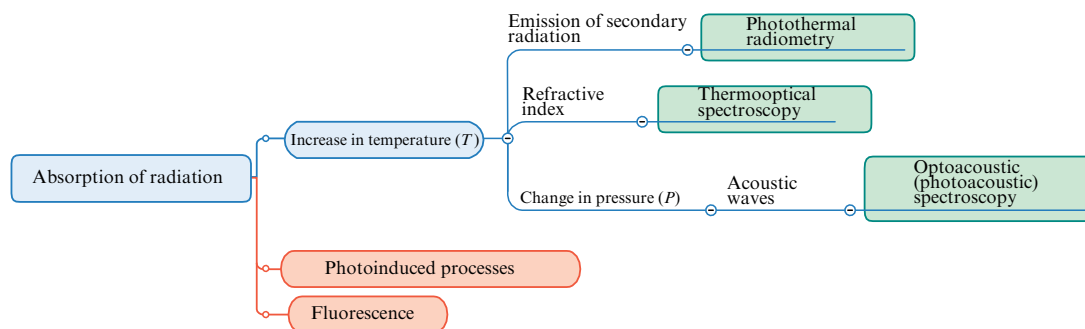 Emission of secondary
radiation
Photothermal
radiometry
Refractive
index
Thermooptical
spectroscopy
Increase in temperature (T)
Absorption of radiation
Change in pressure (P)
Acoustic
waves
Optoacoustic
(photoacoustic)
spectroscopy
Photoinduced processes
Fluorescence